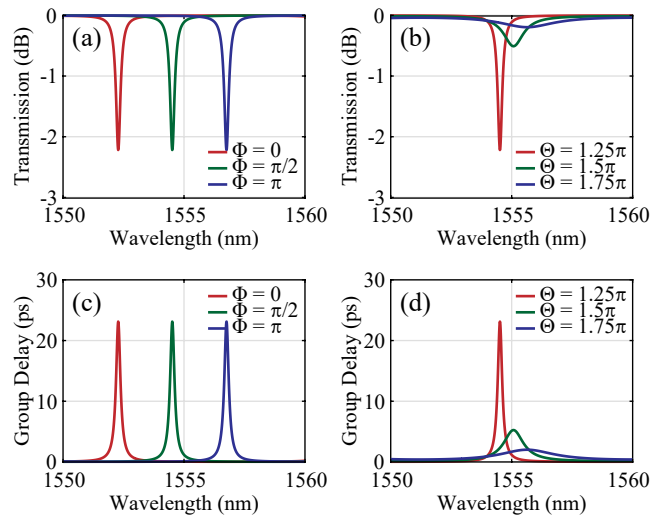 Transmission (dB)
0
-1
-2
-3
(a)
Φ = 0
Φ = π/2
Φ = π
1550
1555
1560
Wavelength (nm)
Transmission (dB)
0
-1
-2
-3
(b)
Θ = 1.25π
Θ = 1.5π
Θ = 1.75π
1550
1555
1560
Wavelength (nm)
Group Delay (ps)
30
20
10
0
(c)
Φ = 0
Φ = π/2
Φ = π
1550
1555
1560
Wavelength (nm)
Group Delay (ps)
30
20
10
0
(d)
Θ = 1.25π
Θ = 1.5π
Θ = 1.75π
1550
1555
1560
Wavelength (nm)